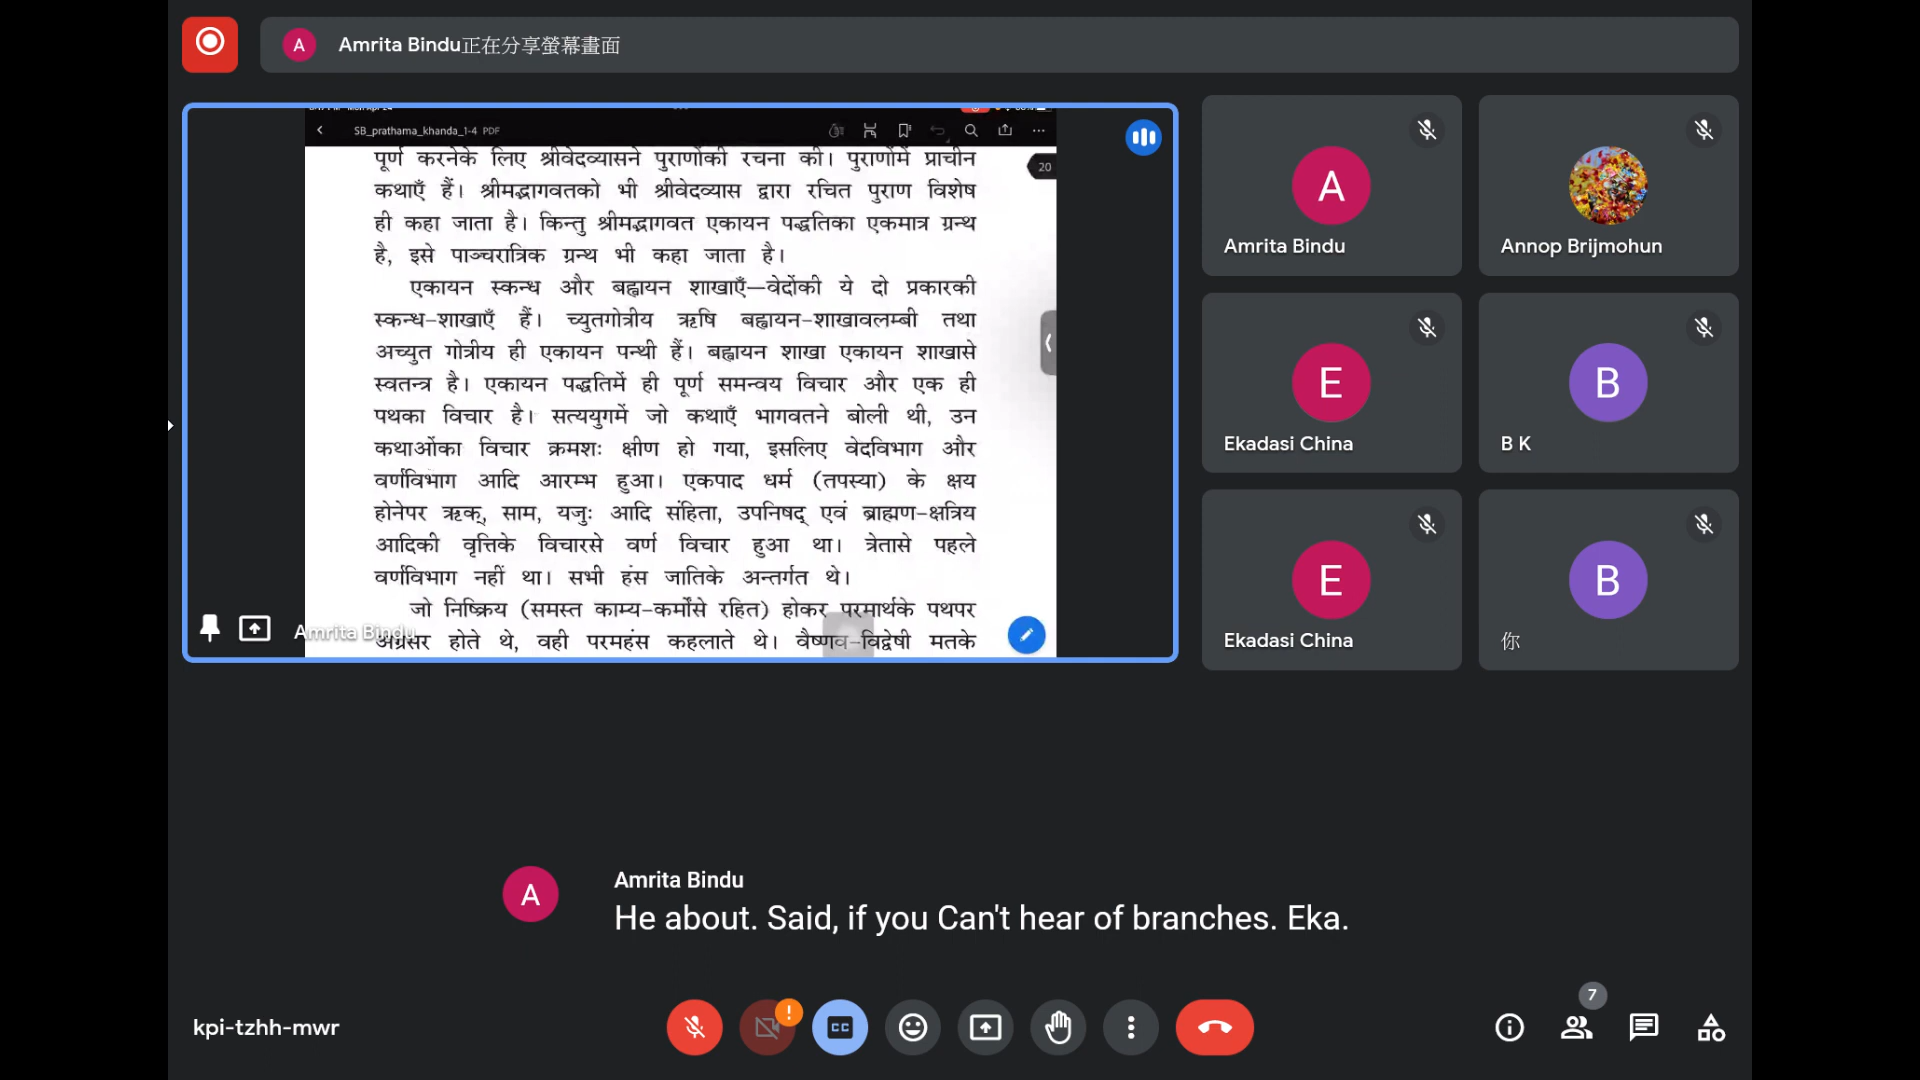 Amrita Bindu正在分享螢幕畫面
SB_prathama_khanda_1-4 PDF
20
पूर्ण करनेके लिए श्रीवेदव्यासने पुराणोंकी रचना की। पुराणोंमें प्राचीन
कथाएँ हैं। श्रीमद्भागवतको भी श्रीवेदव्यास द्वारा रचित पुराण विशेष
ही कहा जाता है। किन्तु श्रीमद्भागवत एकायन पद्धतिका एकमात्र ग्रन्थ
है, इसे पाञ्चरात्रिक ग्रन्थ भी कहा जाता है।
एकायन स्कन्ध और बह्वायन शाखाएँ—वेदोंकी ये दो प्रकारकी
स्कन्ध-शाखाएँ हैं। च्युतगोत्रीय ऋषि बह्वायन-शाखावलम्बी तथा
अच्युत गोत्रीय ही एकायन पन्थी हैं। बह्वायन शाखा एकायन शाखासे
स्वतन्त्र है। एकायन पद्धतिमें ही पूर्ण समन्वय विचार और एक ही
पथका विचार है। सत्ययुगमें जो कथाएँ भागवतने बोली थी, उन
कथाओंका विचार क्रमशः क्षीण हो गया, इसलिए वेदविभाग और
वर्णविभाग आदि आरम्भ हुआ। एकपाद धर्म (तपस्या) के क्षय
होनेपर ऋक्, साम, यजुः आदि संहिता, उपनिषद् एवं ब्राह्मण-क्षत्रिय
आदिकी वृत्तिके विचारसे वर्ण विचार हुआ था। त्रेतासे पहले
वर्णविभाग नहीं था। सभी हंस जातिके अन्तर्गत थे।
जो निष्क्रिय (समस्त काम्य-कर्मोंसे रहित) होकर परमार्थके पथपर
अग्रसर होते थे, वही परमहंस कहलाते थे। वैष्णव-विद्वेषी मतके
Amrita Bindu
A
Amrita Bindu
Annop Brijmohun
E
Ekadasi China
B
B K
E
Ekadasi China
B
你
A
Amrita Bindu
He about. Said, if you Can't hear of branches. Eka.
kpi-tzhh-mwr
CC
7